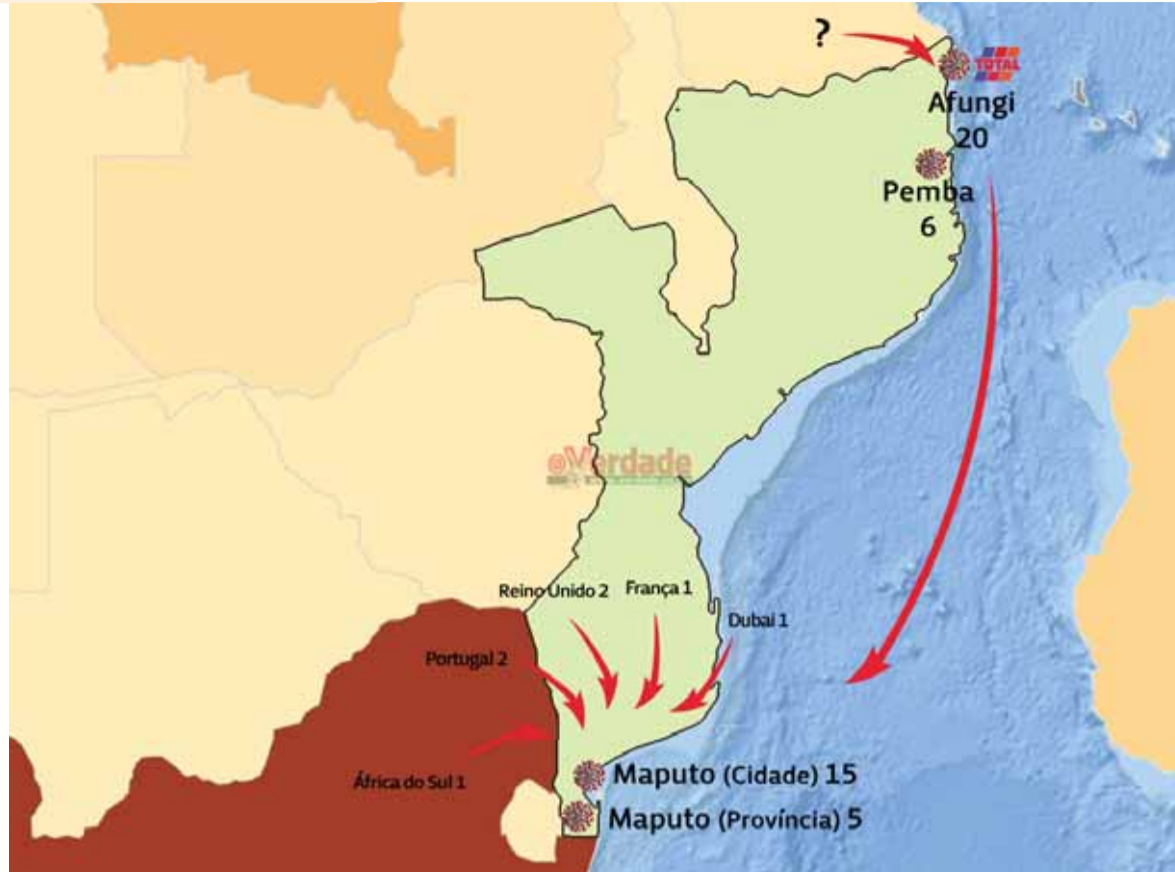 ?
TOTAL
Afungi
20
Pemba
6
@Verdade
Reino Unido 2
França 1
Dubai 1
Portugal 2
África do Sul 1
Maputo (Cidade) 15
Maputo (Província) 5